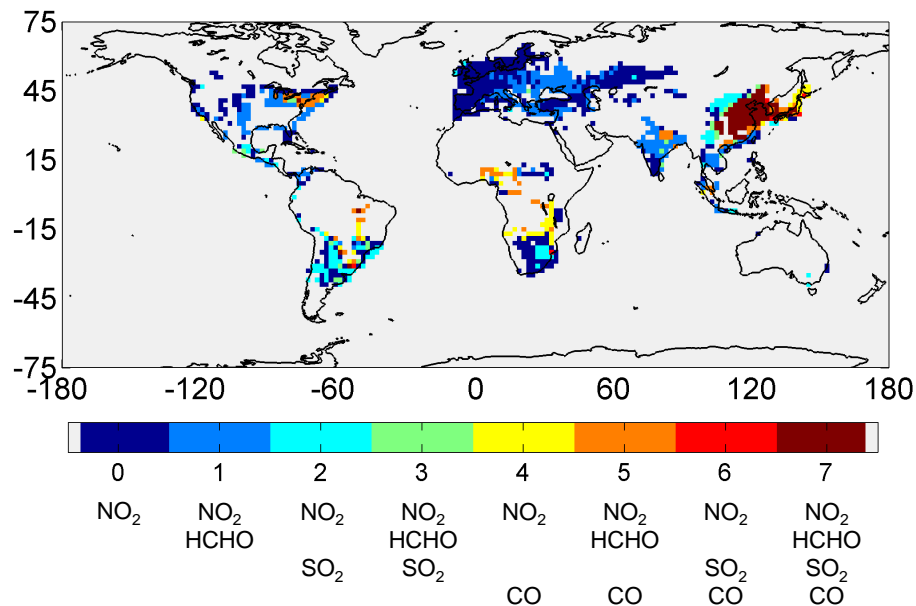 75
45
15
-15
-45
-75
-180 -120 -60 0 60 120 180
0 1 2 3 4 5 6 7
NO₂ NO₂ NO₂ NO₂ NO₂ NO₂ NO₂ NO₂
HCHO HCHO HCHO HCHO
SO₂ SO₂ SO₂ SO₂
CO CO CO CO